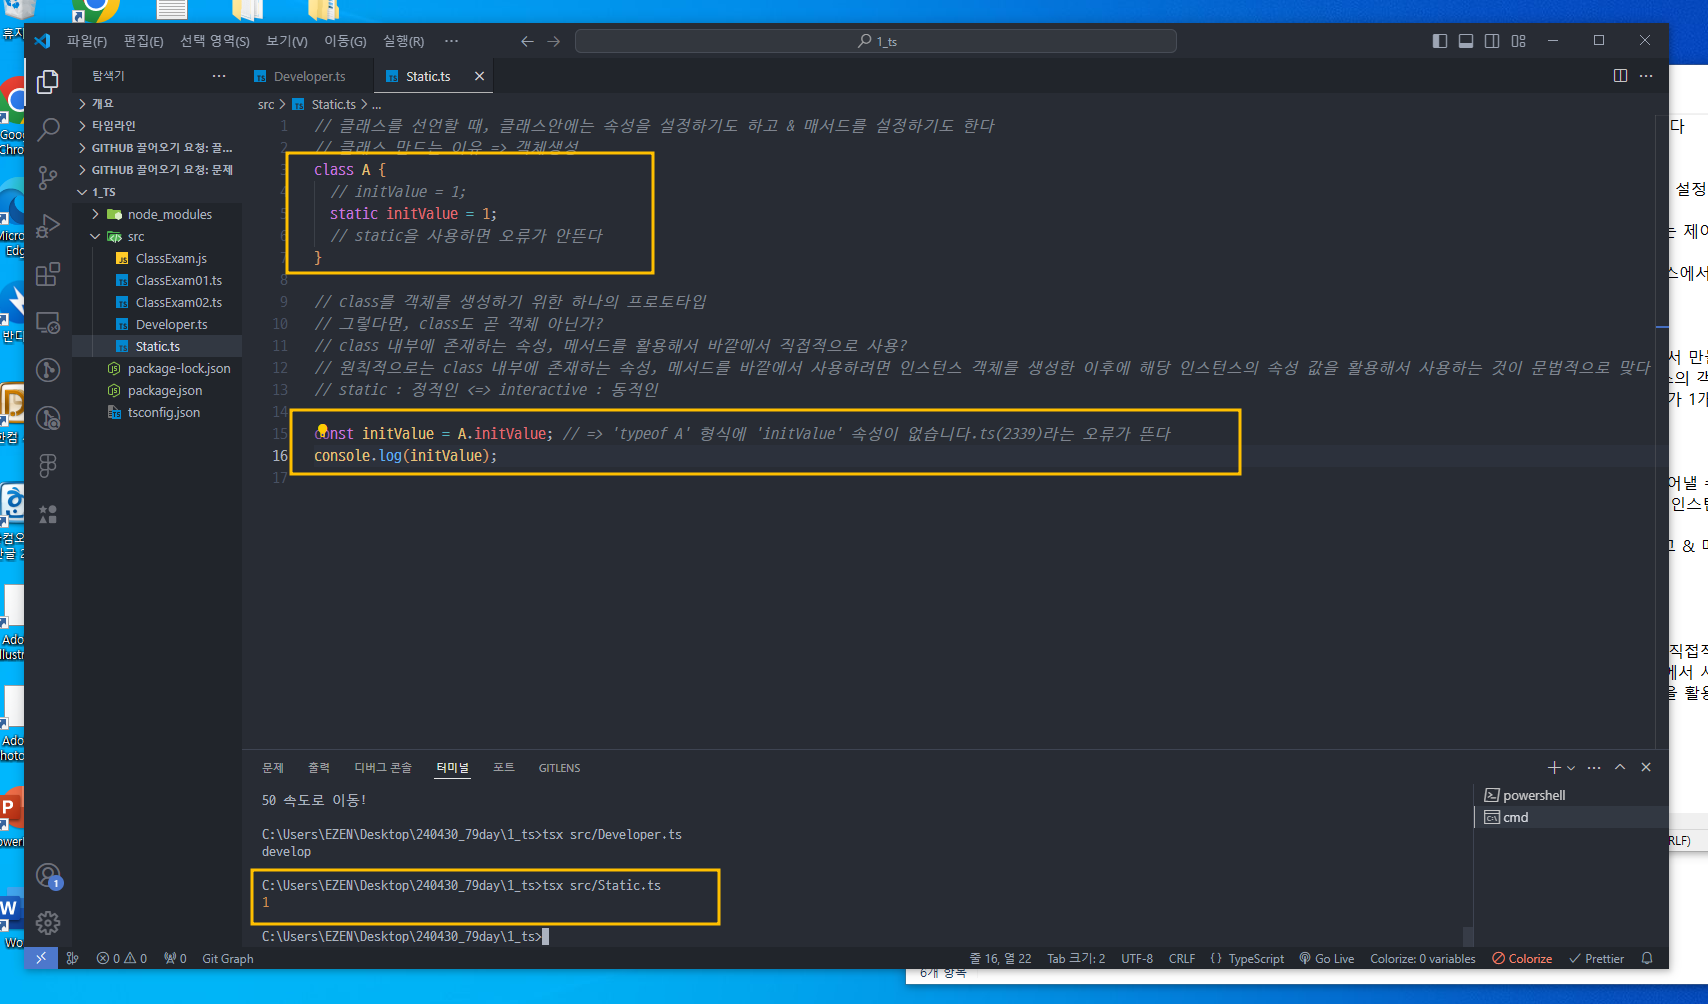 파일(F) 편집(E) 선택 영역(S) 보기(V) 이동(G) 실행(R) ··· 1_ts
탐색기 ··· Developer.ts Static.ts
src > Static.ts > ...
개요
타임라인
GITHUB 끌어오기 요청: 끌...
GITHUB 끌어오기 요청: 문제
1_TS
node_modules
src
ClassExam.js
ClassExam01.ts
ClassExam02.ts
Developer.ts
Static.ts
package-lock.json
package.json
tsconfig.json
1 // 클래스를 선언할 때, 클래스안에는 속성을 설정하기도 하고 & 매서드를 설정하기도 한다
2 // 클래스 만드는 이유 => 객체생성
class A {
// initValue = 1;
static initValue = 1;
// static을 사용하면 오류가 안뜬다
}
8
9 // class를 객체를 생성하기 위한 하나의 프로토타입
10 // 그렇다면, class도 곧 객체 아닌가?
11 // class 내부에 존재하는 속성, 메서드를 활용해서 바깥에서 직접적으로 사용?
12 // 원칙적으로는 class 내부에 존재하는 속성, 메서드를 바깥에서 사용하려면 인스턴스 객체를 생성한 이후에 해당 인스턴스의 속성 값을 활용해서 사용하는 것이 문법적으로 맞다
13 // static : 정적인 <=> interactive : 동적인
14
15 const initValue = A.initValue; // => 'typeof A' 형식에 'initValue' 속성이 없습니다.ts(2339)라는 오류가 뜬다
16 console.log(initValue);
17
문제 출력 디버그 콘솔 터미널 포트 GITLENS
50 속도로 이동!
C:\Users\EZEN\Desktop\240430_79day\1_ts>tsx src/Developer.ts
develop
C:\Users\EZEN\Desktop\240430_79day\1_ts>tsx src/Static.ts
1
C:\Users\EZEN\Desktop\240430_79day\1_ts>
powershell
cmd
0 0 0 Git Graph 줄 16, 열 22 Tab 크기: 2 UTF-8 CRLF {} TypeScript Go Live Colorize: 0 variables Colorize Prettier
6개 항목